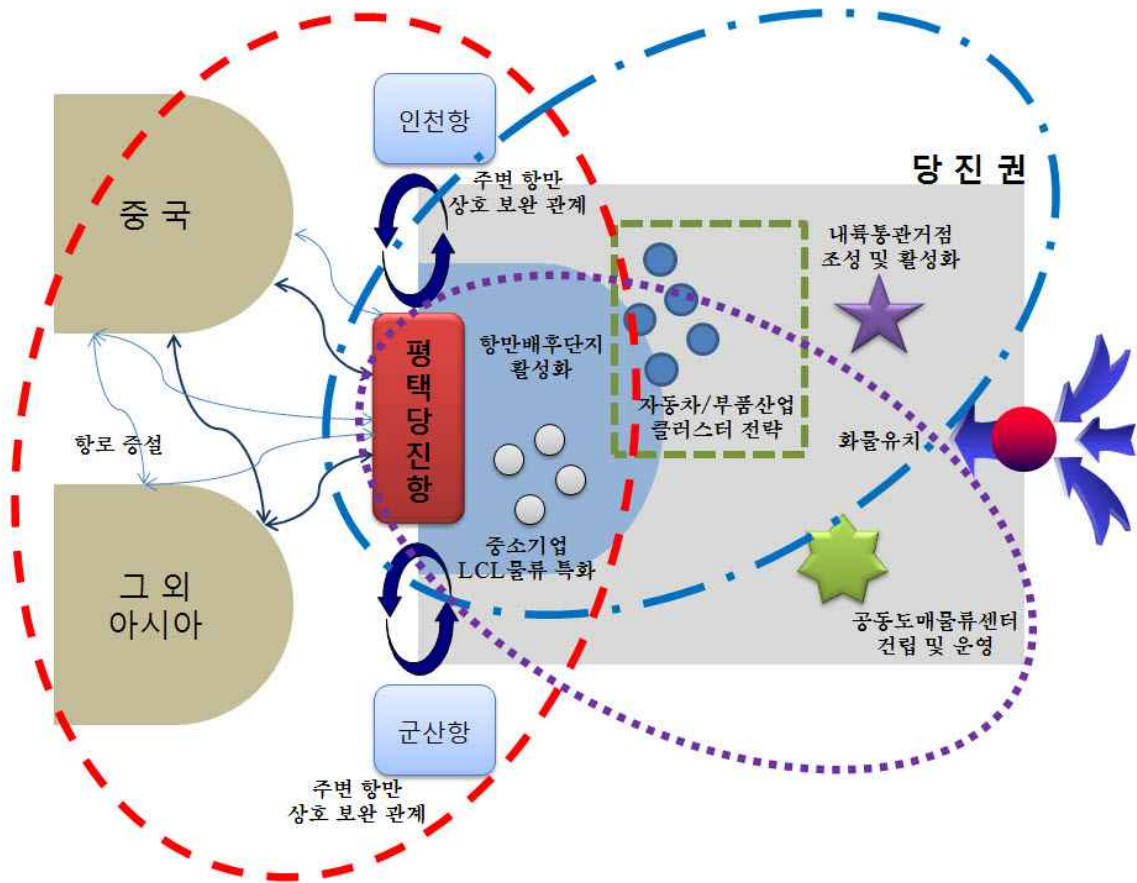 인천항
당 진 권
주변 항만
상호 보완 관계
중 국
내륙통관거점
조성 및 활성화
평
택
당
진
항
항만배후단지
활성화
자동차/부품산업
클러스터 전략
항로 증설
화물유치
중소기업
LCL물류 특화
그 외
아시아
공동도매물류센터
건립 및 운영
군산항
주변 항만
상호 보완 관계